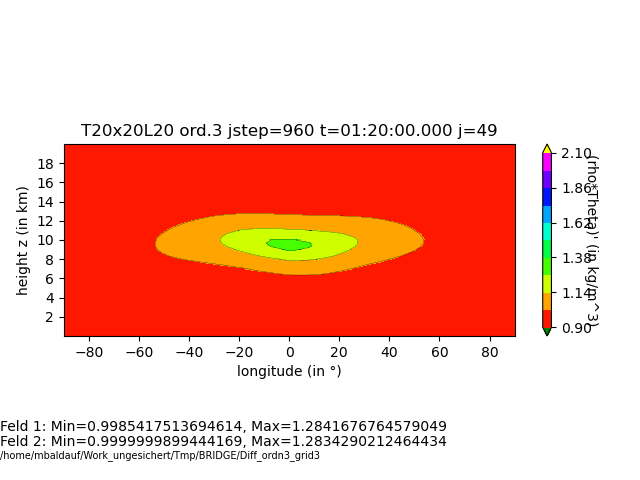 T20x20L20 ord.3 jstep=960 t=01:20:00.000 j=49
18
16
14
12
10
8
6
4
2
height z (in km)
−80 −60 −40 −20 0 20 40 60 80
longitude (in °)
2.10
1.86
1.62
1.38
1.14
0.90
(rho*Theta)' (in kg/m^3)
Feld 1: Min=0.9985417513694614, Max=1.2841676764579049
Feld 2: Min=0.9999999899444169, Max=1.2834290212464434
/home/mbaldauf/Work_ungesichert/Tmp/BRIDGE/Diff_ordn3_grid3